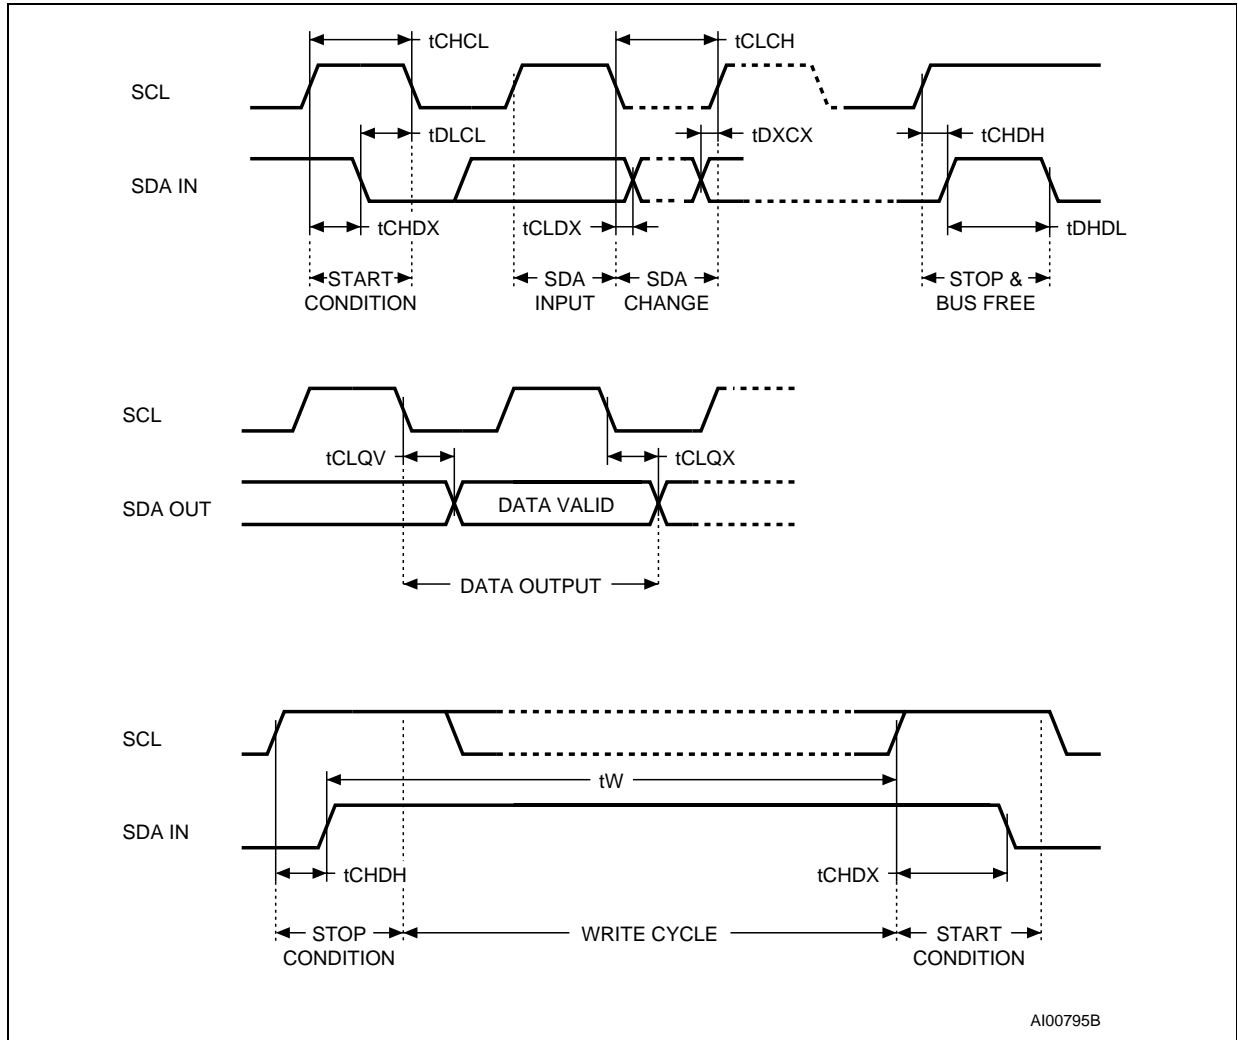 tCHCL
tCLCH
SCL
tDLCL
tDXCX
tCHDH
SDA IN
tCHDX
tCLDX
tDHDL
START
CONDITION
SDA
INPUT
SDA
CHANGE
STOP &
BUS FREE
SCL
tCLQV
tCLQX
SDA OUT
DATA VALID
DATA OUTPUT
SCL
tW
SDA IN
tCHDH
tCHDX
STOP
CONDITION
WRITE CYCLE
START
CONDITION
AI00795B